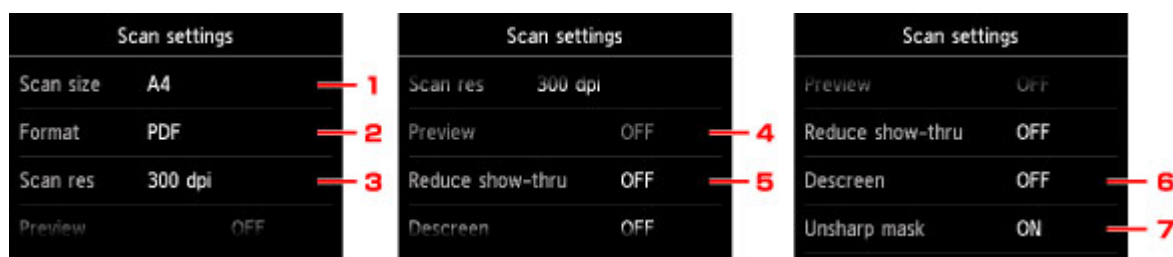 Scan settings
Scan size A4 1
Format PDF 2
Scan res 300 dpi 3
Preview OFF
Scan settings
Scan res 300 dpi
Preview OFF 4
Reduce show-thru OFF 5
Descreen OFF
Scan settings
Preview OFF
Reduce show-thru OFF
Descreen OFF 6
Unsharp mask ON 7